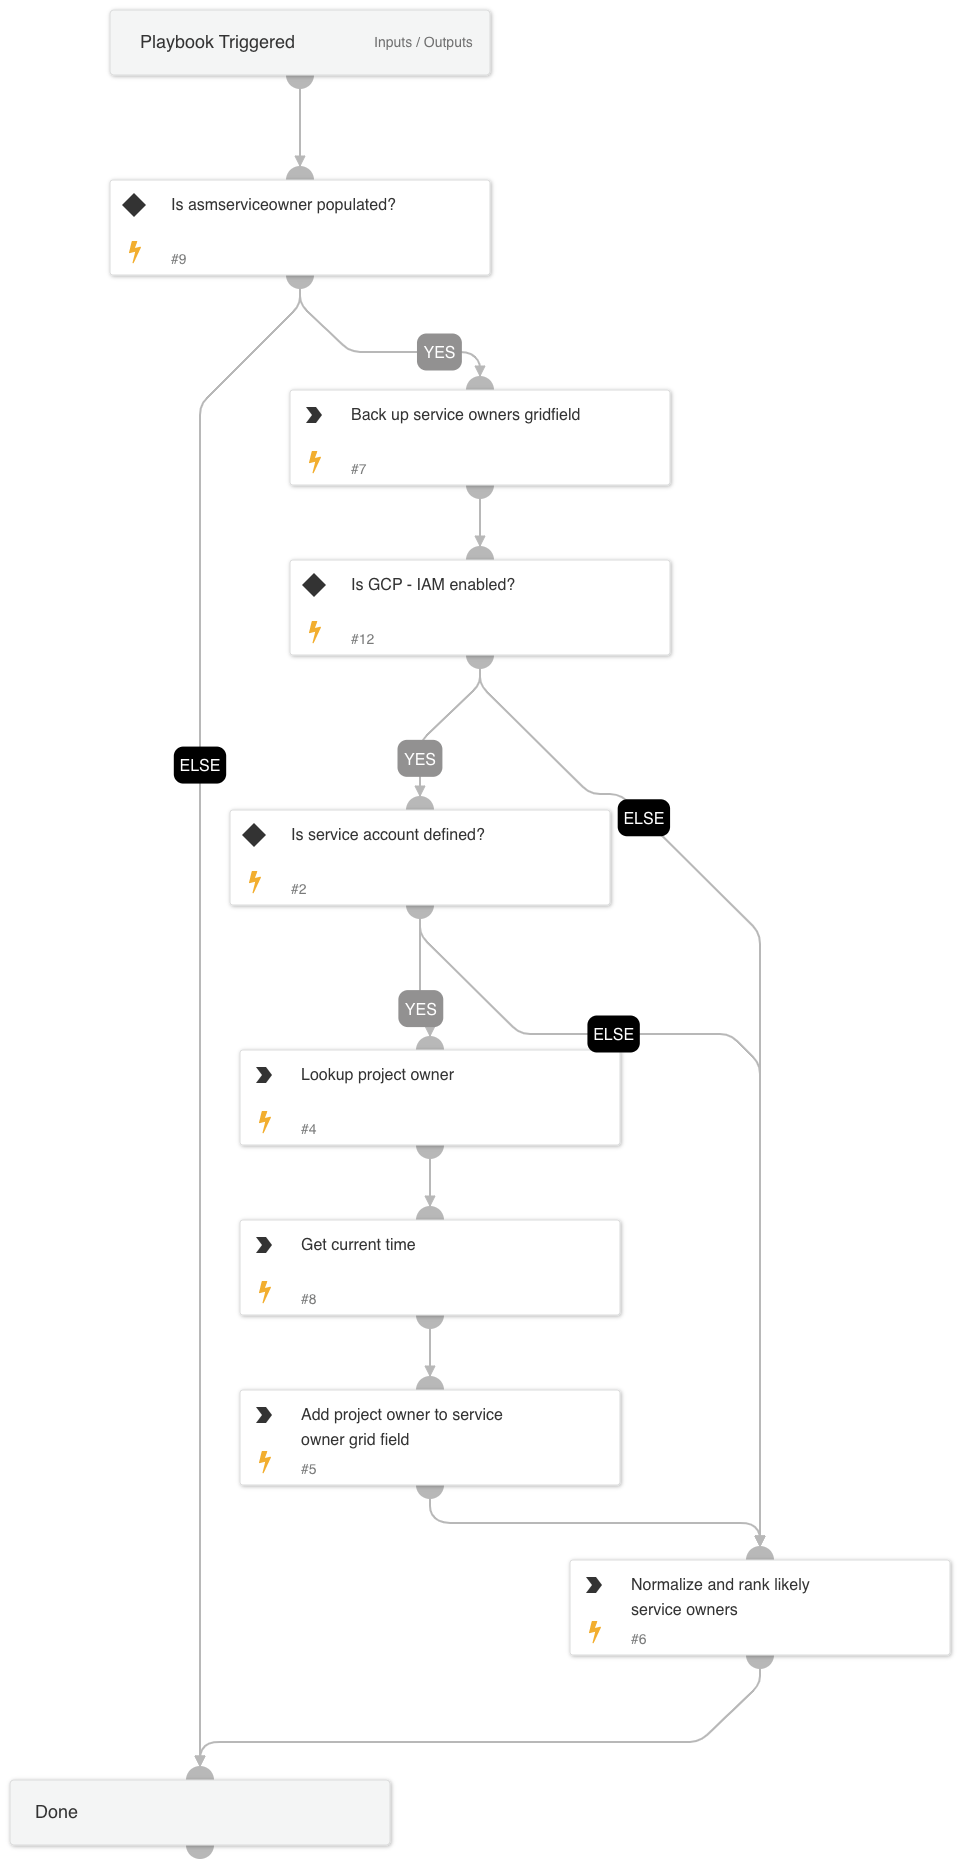 Playbook Triggered
Inputs / Outputs
Is asmserviceowner populated?
#9
YES
Back up service owners gridfield
#7
Is GCP - IAM enabled?
#12
YES
ELSE
ELSE
Is service account defined?
#2
YES
ELSE
Lookup project owner
#4
Get current time
#8
Add project owner to service
owner grid field
#5
Normalize and rank likely
service owners
#6
Done